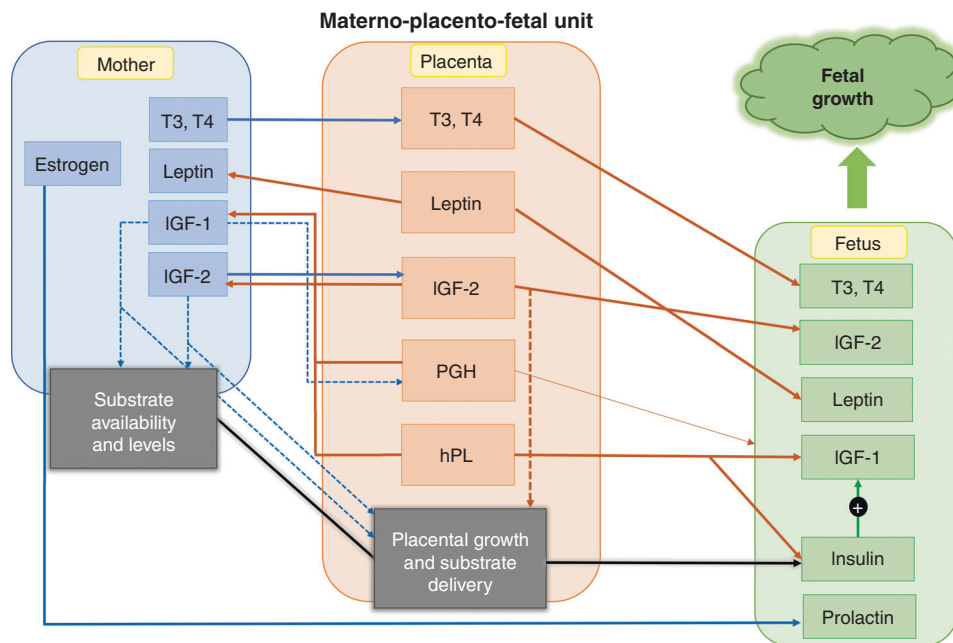 Materno-placento-fetal unit
Mother
T3, T4
Estrogen
Leptin
IGF-1
IGF-2
Substrate
availability
and levels
Placenta
T3, T4
Leptin
IGF-2
PGH
hPL
Placental growth
and substrate
delivery
Fetal
growth
Fetus
T3, T4
IGF-2
Leptin
IGF-1
+
Insulin
Prolactin